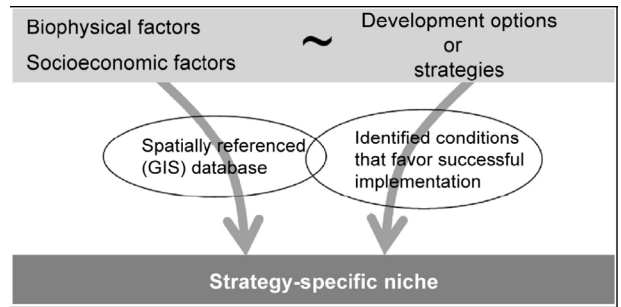 Biophysical factors
Socioeconomic factors
~
Development options
or
strategies
Spatially referenced
(GIS) database
Identified conditions
that favor successful
implementation
Strategy-specific niche